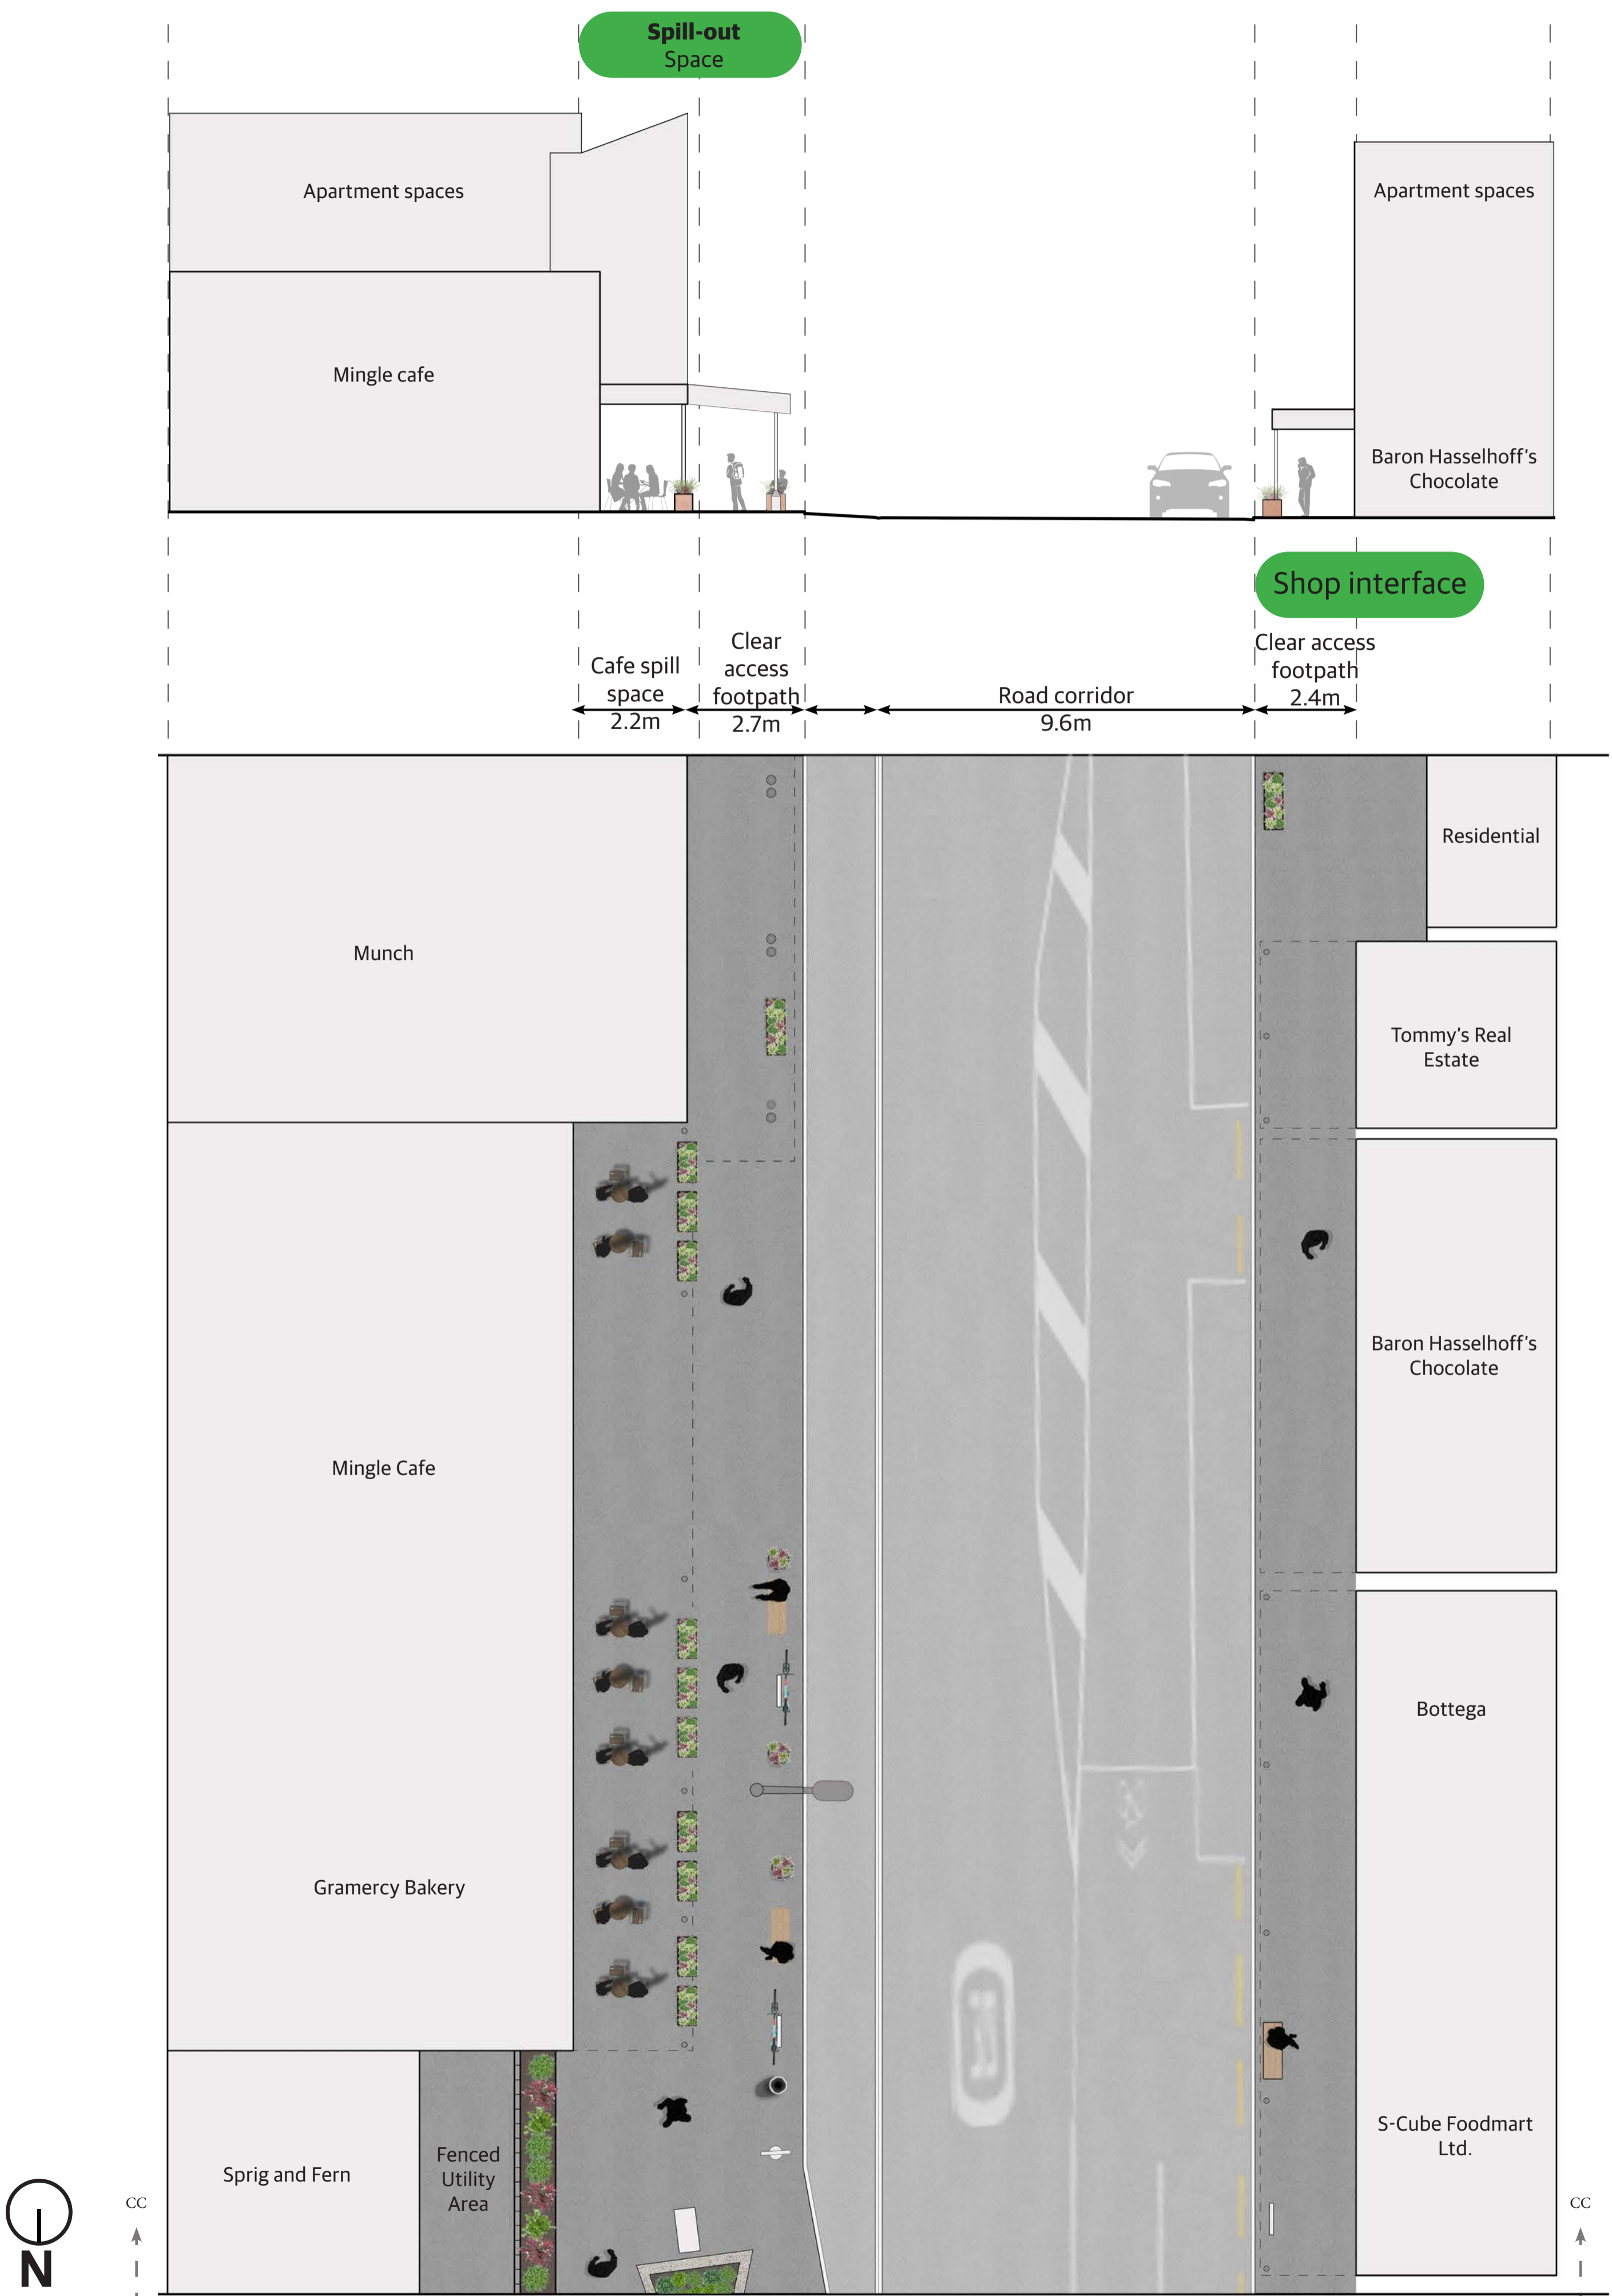 Spill-out
Space
Apartment spaces
Apartment spaces
Mingle cafe
Baron Hasselhoff's
Chocolate
Shop interface
Cafe spill
space
2.2m
Clear
access
footpath
2.7m
Road corridor
9.6m
Clear access
footpath
2.4m
Residential
Munch
Tommy's Real
Estate
Baron Hasselhoff's
Chocolate
Mingle Cafe
Bottega
Gramercy Bakery
S-Cube Foodmart
Ltd.
Sprig and Fern
Fenced
Utility
Area
CC
CC
N